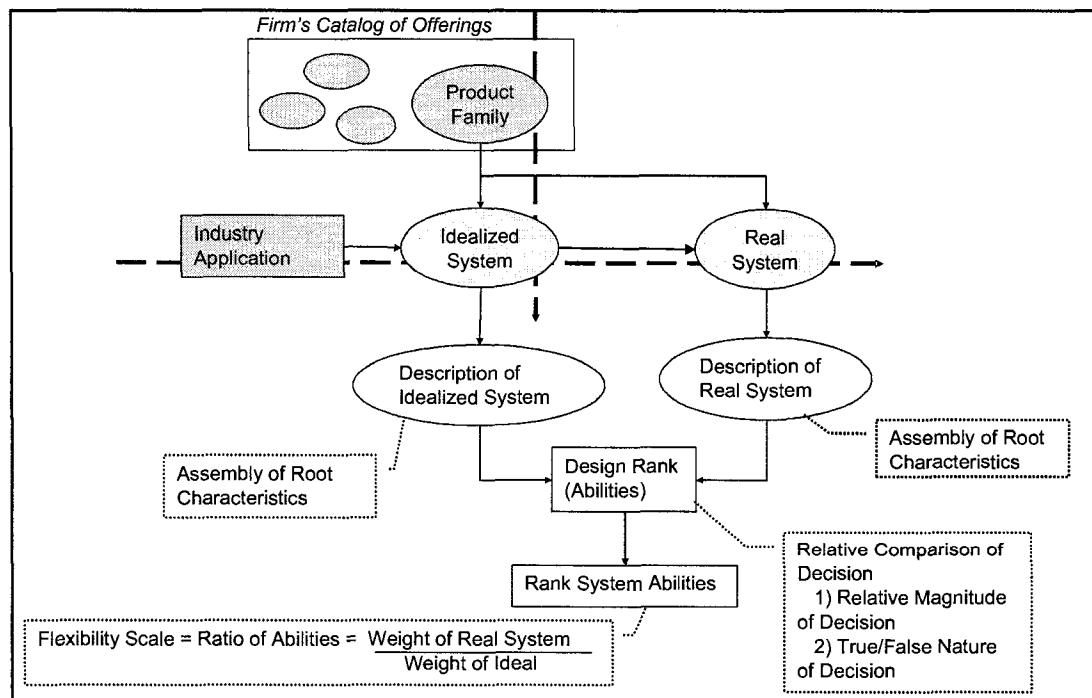 Firm's Catalog of Offerings
Product
Family
Industry
Application
Idealized
System
Real
System
Description of
Idealized System
Description of
Real System
Assembly of Root
Characteristics
Assembly of Root
Characteristics
Design Rank
(Abilities)
Relative Comparison of
Decision
1) Relative Magnitude
of Decision
2) True/False Nature
of Decision
Rank System Abilities
Flexibility Scale = Ratio of Abilities = Weight of Real System
Weight of Ideal